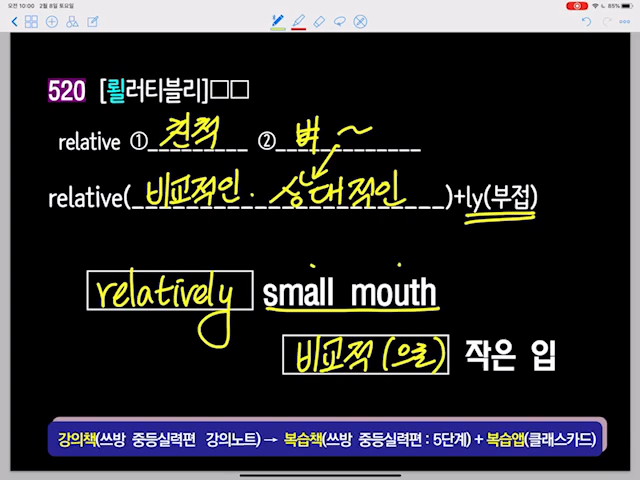 오전 10:00 2월 8일 토요일 85%
520 [륄러티블리]□□
relative ①친척 ②비 ~
relative(비교적인. 상대적인)+ly(부접)
relatively small mouth
비교적(으로) 작은 입
강의책(쓰방 중등실력편 강의노트) → 복습책(쓰방 중등실력편 : 5단계) + 복습앱(클래스카드)